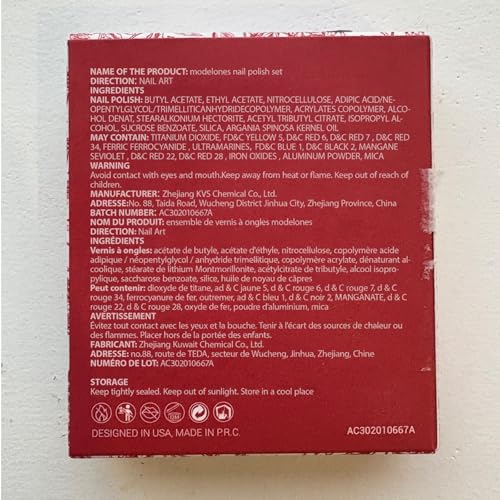 NAME OF THE PRODUCT: modelones nail polish set
DIRECTION: NAIL ART
INGREDIENTS
NAIL POLISH: BUTYL ACETATE, ETHYL ACETATE, NITROCELLULOSE, ADIPIC ACID/NE-
OPENTYLGLYCOL/TRIMELLITICANHYDRIDECOPOLYMER, ACRYLATES COPOLYMER, ALCO-
HOL DENAT, STEARALKONIUM HECTORITE, ACETYL TRIBUTYL CITRATE, ISOPROPYL AL-
COHOL, SUCROSE BENZOATE, SILICA, ARGANIA SPINOSA KERNEL OIL
MAY CONTAIN: TITANIUM DIOXIDE, FD&C YELLOW 5, D&C RED 6, D&C RED 7 , D&C RED
34, FERRIC FERROCYANIDE , ULTRAMARINES, FD&C BLUE 1, D&C BLACK 2, MANGANE
SEVIOLET , D&C RED 22, D&C RED 28 , IRON OXIDES , ALUMINUM POWDER, MICA
WARNING
Avoid contact with eyes and mouth.Keep away from heat or flame. Keep out of reach of
children.
MANUFACTURER: Zhejiang KVS Chemical Co., Ltd.
ADDRESS:No. 88, Taida Road, Wucheng District Jinhua City, Zhejiang Province, China
BATCH NUMBER: AC302010667A
NOM DU PRODUIT: ensemble de vernis à ongles modelones
DIRECTION: Nail Art
INGRÉDIENTS
Vernis à ongles: acétate de butyle, acétate d'éthyle, nitrocellulose, copolymère acide
adipique / néopentylglycol / anhydride trimellitique, copolymère acrylate, dénaturant al-
coolique, stéarate de lithium Montmorillonite, acétylcitrate de tributyle, alcool isopro-
pylique, saccharose benzoate, silice, huile de noyau de câpres
Peut contenir: dioxyde de titane, ad & C jaune 5, d & C rouge 6, d & C rouge 7, d & C
rouge 34, ferrocyanure de fer, outremer, ad & C bleu 1, d & C noir 2, MANGANATE, d & C
rouge 22, d & C rouge 28, oxyde de fer, poudre d'aluminium, mica
AVERTISSEMENT
Évitez tout contact avec les yeux et la bouche. Tenir à l'écart des sources de chaleur ou
des flammes. Placer hors de la portée des enfants.
FABRICANT: Zhejiang Kuwait Chemical Co., Ltd.
ADRESSE: no.88, route de TEDA, secteur de Wucheng, Jinhua, Zhejiang, Chine
NUMÉRO DE LOT: AC302010667A
STORAGE
Keep tightly sealed. Keep out of sunlight. Store in a cool place
DESIGNED IN USA, MADE IN P.R.C.
AC302010667A